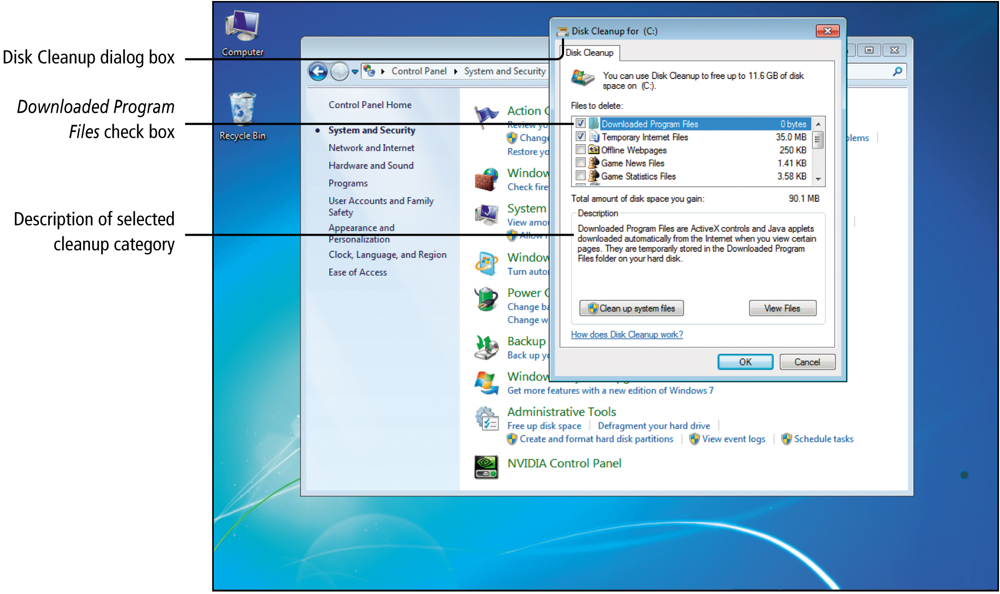 Disk Cleanup dialog box
Downloaded Program
Files check box
Description of selected
cleanup category
Computer
Recycle Bin
Control Panel
System and Security
Control Panel Home
System and Security
Network and Internet
Hardware and Sound
Programs
User Accounts and Family
Safety
Appearance and
Personalization
Clock, Language, and Region
Ease of Access
Action
Review
Change
Restore
Check
System
View
Allow
Turn
Power
Change
Change
Backup
Back up
Get more features with a new edition of Windows 7
Administrative Tools
Free up disk space
Defragment your hard drive
Create and format hard disk partitions
View event logs
Schedule tasks
NVIDIA Control Panel
Disk Cleanup for (C:)
Disk Cleanup
You can use Disk Cleanup to free up to 11.6 GB of disk
space on (C:).
Files to delete:
Downloaded Program Files 0 bytes
Temporary Internet Files 35.0 MB
Offline Webpages 250 KB
Game News Files 1.41 KB
Game Statistics Files 3.58 KB
Total amount of disk space you gain: 90.1 MB
Description
Downloaded Program Files are ActiveX controls and Java applets
downloaded automatically from the Internet when you view certain
pages. They are temporarily stored in the Downloaded Program
Files folder on your hard disk.
Clean up system files
View Files
How does Disk Cleanup work?
OK
Cancel